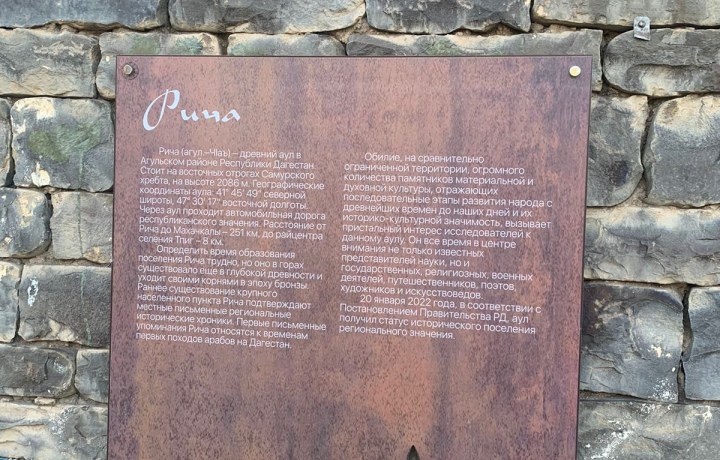 Рича
Рича (агул.–ЧIаъ) – древний аул в
Агульском районе Республики Дагестан.
Стоит на восточных отрогах Самурского
хребта, на высоте 2086 м. Географические
координаты аула: 41° 45' 49" северной
широты, 47° 30' 17" восточной долготы.
Через аул проходит автомобильная дорога
республиканского значения. Расстояние от
Рича до Махачкалы – 251 км, до райцентра
селения Тпиг – 8 км.
Определить время образования
поселения Рича трудно, но оно в горах
существовало еще в глубокой древности и
уходит своими корнями в эпоху бронзы.
Раннее существование крупного
населенного пункта Рича подтверждают
местные письменные региональные
исторические хроники. Первые письменные
упоминания Рича относятся к временам
первых походов арабов на Дагестан.
Обилие, на сравнительно
ограниченной территории, огромного
количества памятников материальной и
духовной культуры, отражающих
последовательные этапы развития народа с
древнейших времен до наших дней и их
историко-культурной значимость, вызывает
пристальный интерес исследователей к
данному аулу. Он все время в центре
внимания не только известных
представителей науки, но и
государственных, религиозных, военных
деятелей, путешественников, поэтов,
художников и искусствоведов.
20 января 2022 года, в соответствии с
Постановлением Правительства РД, аул
получил статус исторического поселения
регионального значения.